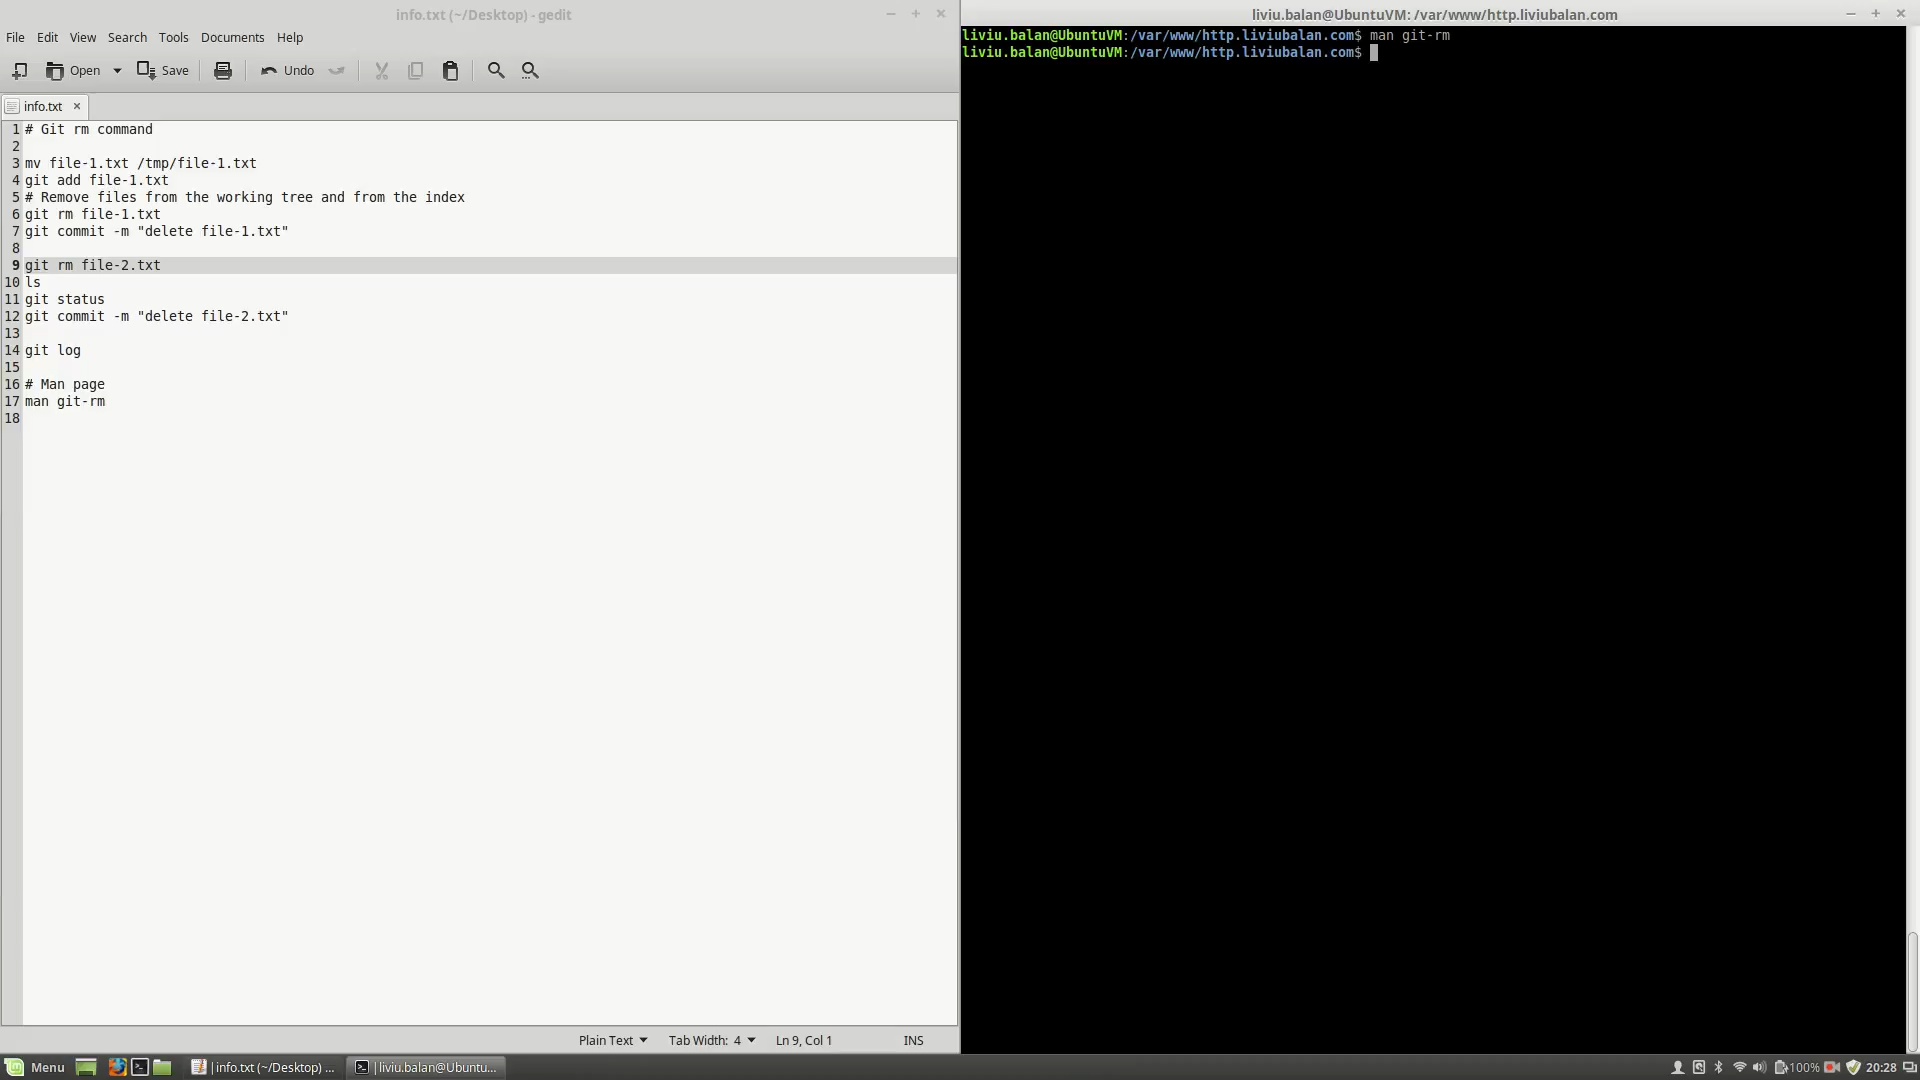 info.txt (~/Desktop) - gedit
File Edit View Search Tools Documents Help
Open Save Undo
info.txt
1 # Git rm command
2
3 mv file-1.txt /tmp/file-1.txt
4 git add file-1.txt
5 # Remove files from the working tree and from the index
6 git rm file-1.txt
7 git commit -m "delete file-1.txt"
8
9 git rm file-2.txt
10 ls
11 git status
12 git commit -m "delete file-2.txt"
13
14 git log
15
16 # Man page
17 man git-rm
18
Plain Text Tab Width: 4 Ln 9, Col 1 INS
liviu.balan@UbuntuVM: /var/www/http.liviubalan.com
liviu.balan@UbuntuVM:/var/www/http.liviubalan.com$ man git-rm
liviu.balan@UbuntuVM:/var/www/http.liviubalan.com$
Menu info.txt (~/Desktop) ... liviu.balan@Ubuntu... 100% 20:28